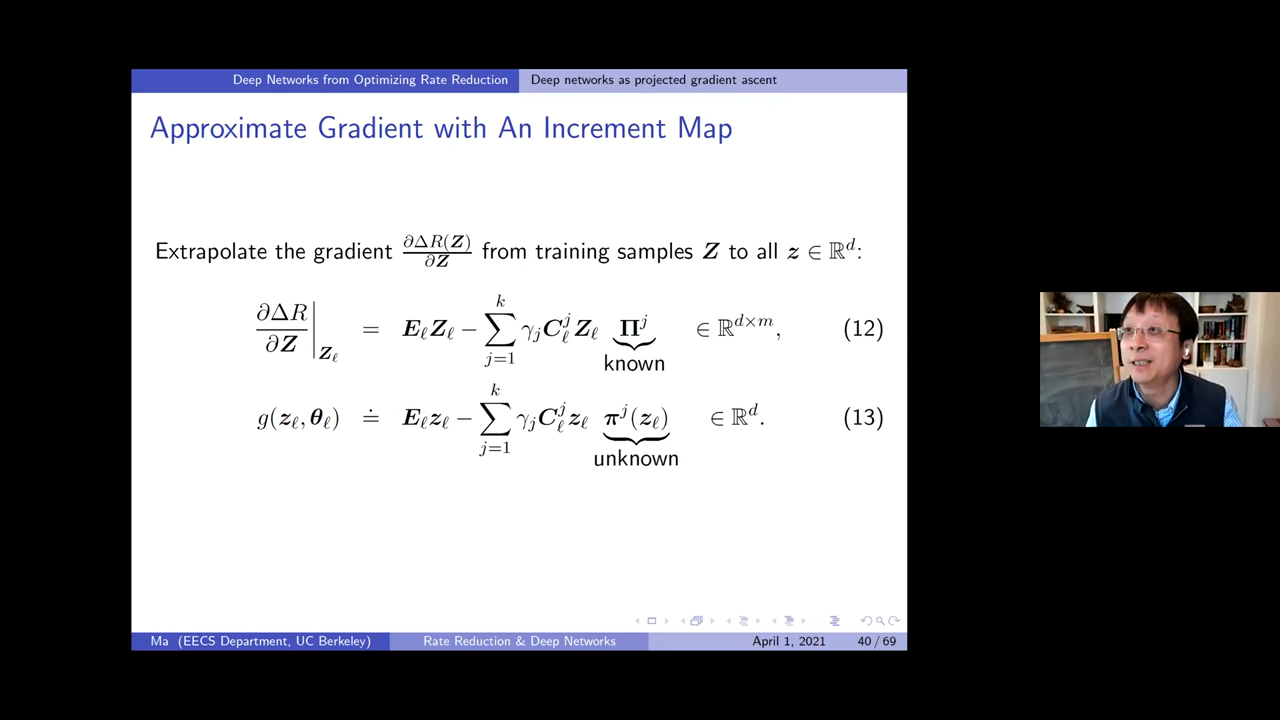 Deep Networks from Optimizing Rate Reduction Deep networks as projected gradient ascent
Approximate Gradient with An Increment Map
Extrapolate the gradient ∂ΔR(Z)/∂Z from training samples Z to all z ∈ ℝ^d:
∂ΔR/∂Z |_{Z_ℓ} = E_ℓ Z_ℓ − ∑_{j=1}^{k} γ_j C_ℓ^j Z_ℓ Π^j ∈ ℝ^{d×m}, (12)
known
g(z_ℓ, θ_ℓ) ≐ E_ℓ z_ℓ − ∑_{j=1}^{k} γ_j C_ℓ^j z_ℓ π^j(z_ℓ) ∈ ℝ^d. (13)
unknown
Ma (EECS Department, UC Berkeley) Rate Reduction & Deep Networks April 1, 2021 40 / 69